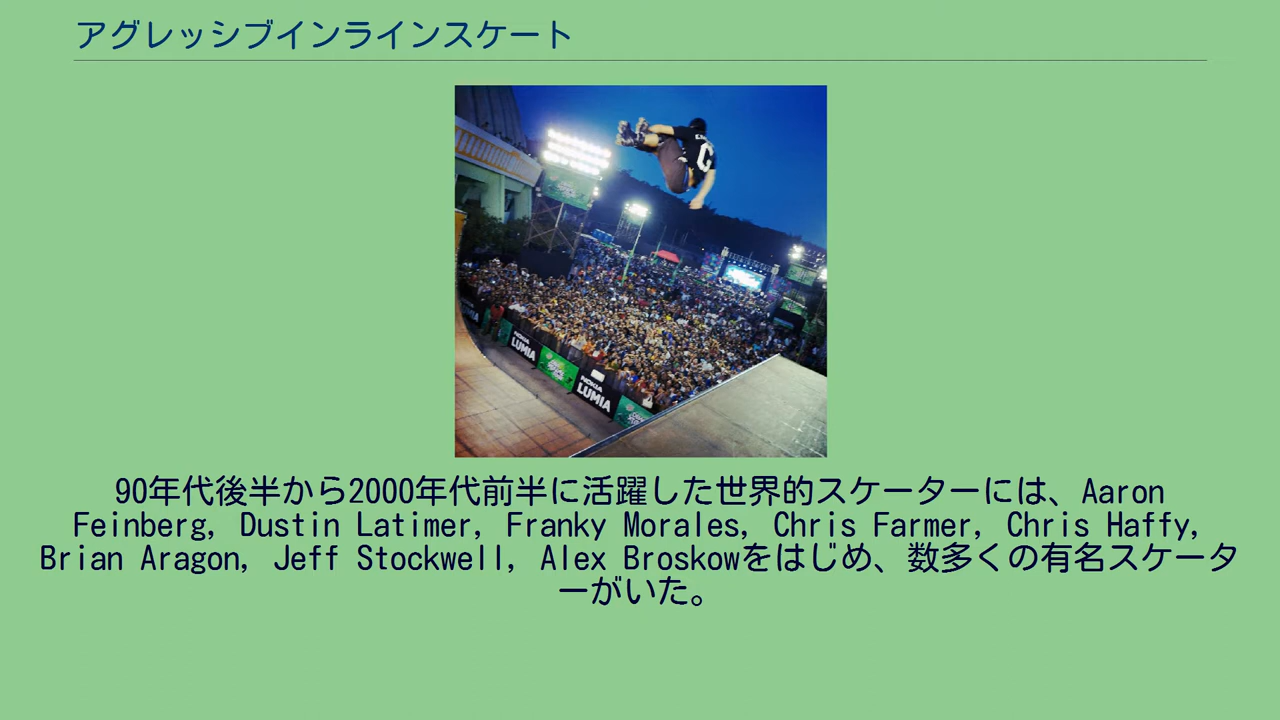 アグレッシブインラインスケート
C
NOKIA
LUMIA
NOKIA
LUMIA
90年代後半から2000年代前半に活躍した世界的スケーターには、Aaron
Feinberg, Dustin Latimer, Franky Morales, Chris Farmer, Chris Haffy,
Brian Aragon, Jeff Stockwell, Alex Broskowをはじめ、数多くの有名スケータ
ーがいた。